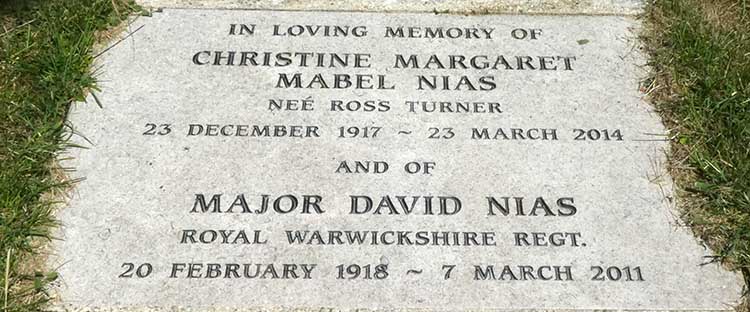 IN LOVING MEMORY OF
CHRISTINE MARGARET
MABEL NIAS
NEÉ ROSS TURNER
23 DECEMBER 1917 ~ 23 MARCH 2014
AND OF
MAJOR DAVID NIAS
ROYAL WARWICKSHIRE REGT.
20 FEBRUARY 1918 ~ 7 MARCH 2011